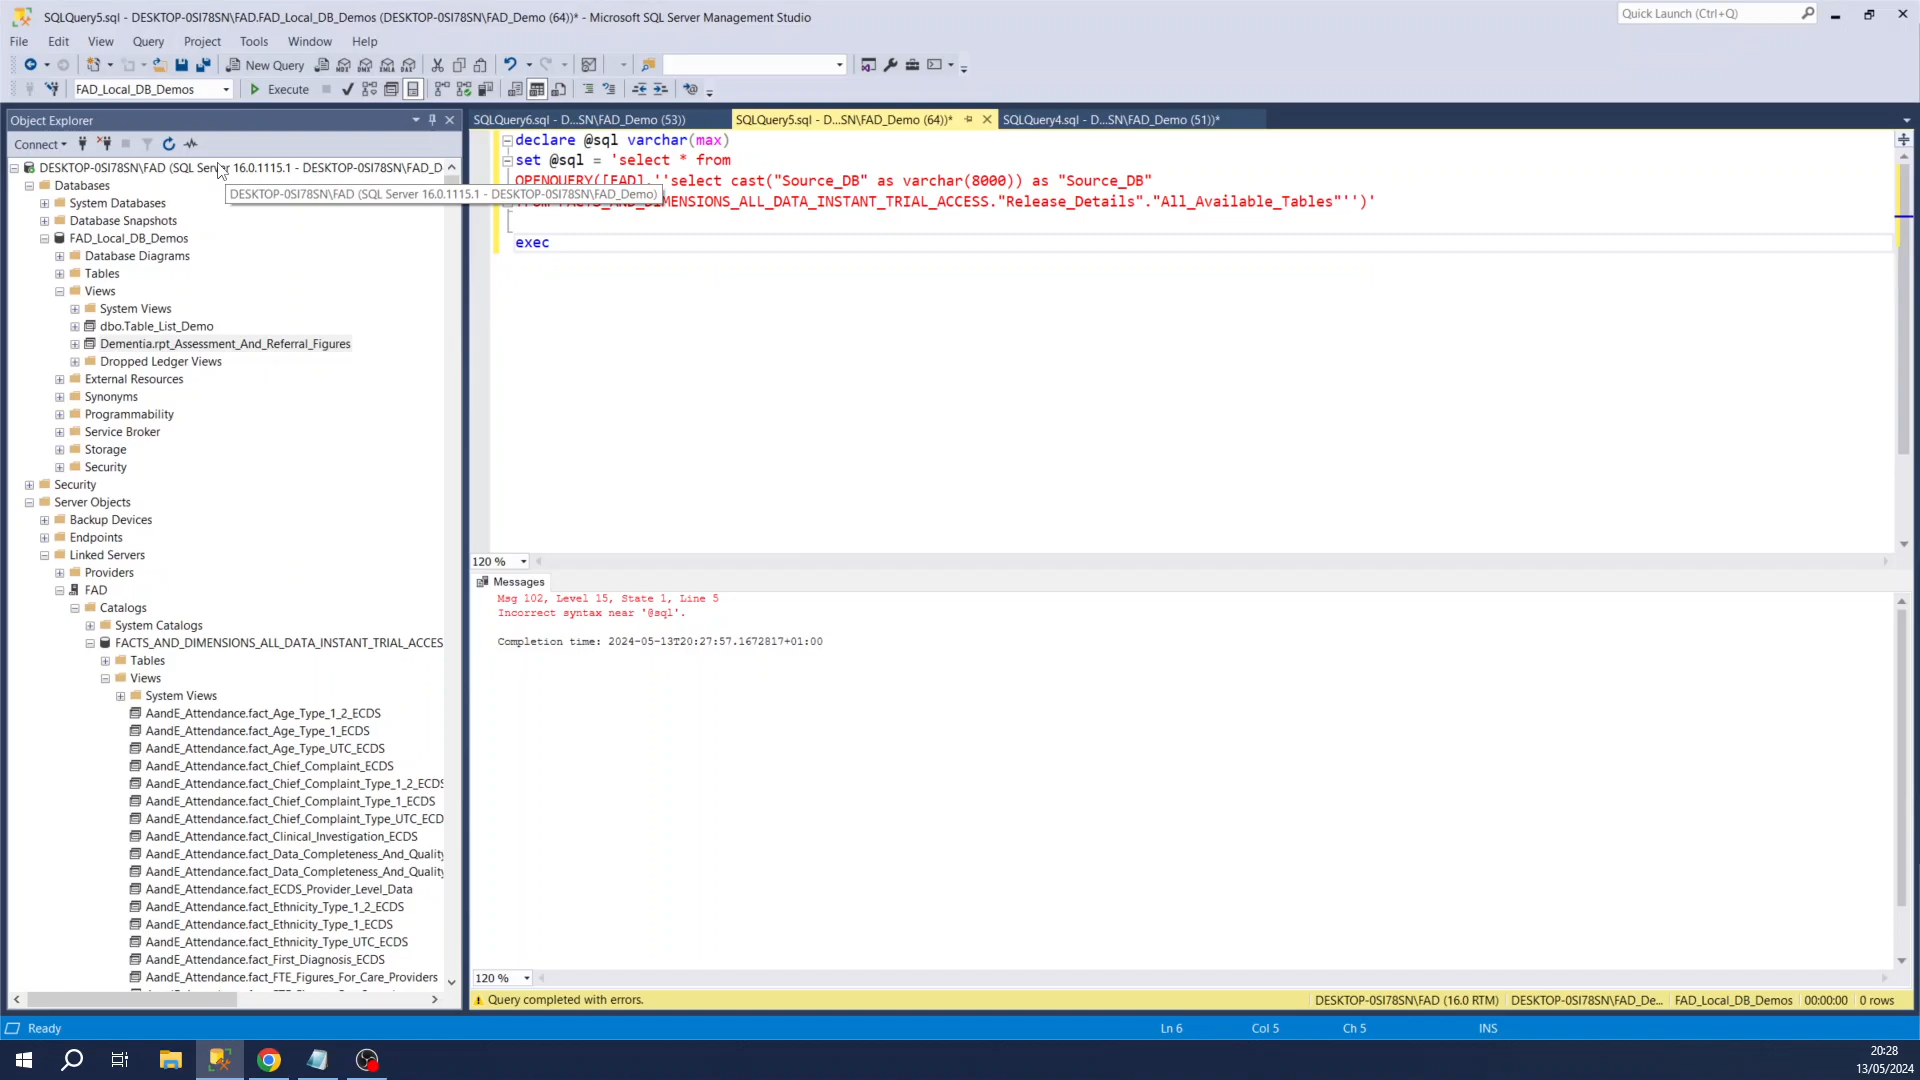 SQLQuery5.sql - DESKTOP-0SI78SN\FAD.FAD_Local_DB_Demos (DESKTOP-0SI78SN\FAD_Demo (64))* - Microsoft SQL Server Management Studio
Quick Launch (Ctrl+Q)
File Edit View Query Project Tools Window Help
New Query
FAD_Local_DB_Demos
Execute
Object Explorer
SQLQuery6.sql - D...SN\FAD_Demo (53))
SQLQuery5.sql - D...SN\FAD_Demo (64))*
SQLQuery4.sql - D...SN\FAD_Demo (51))*
Connect
DESKTOP-0SI78SN\FAD (SQL Server 16.0.1115.1 - DESKTOP-0SI78SN\FAD_D
DESKTOP-0SI78SN\FAD (SQL Server 16.0.1115.1 - DESKTOP-0SI78SN\FAD_Demo)
Databases
System Databases
Database Snapshots
FAD_Local_DB_Demos
Database Diagrams
Tables
Views
System Views
dbo.Table_List_Demo
Dementia.rpt_Assessment_And_Referral_Figures
Dropped Ledger Views
External Resources
Synonyms
Programmability
Service Broker
Storage
Security
Security
Server Objects
Backup Devices
Endpoints
Linked Servers
Providers
FAD
Catalogs
System Catalogs
FACTS_AND_DIMENSIONS_ALL_DATA_INSTANT_TRIAL_ACCES
Tables
Views
System Views
AandE_Attendance.fact_Age_Type_1_2_ECDS
AandE_Attendance.fact_Age_Type_1_ECDS
AandE_Attendance.fact_Age_Type_UTC_ECDS
AandE_Attendance.fact_Chief_Complaint_ECDS
AandE_Attendance.fact_Chief_Complaint_Type_1_2_ECDS
AandE_Attendance.fact_Chief_Complaint_Type_1_ECDS
AandE_Attendance.fact_Chief_Complaint_Type_UTC_ECD
AandE_Attendance.fact_Clinical_Investigation_ECDS
AandE_Attendance.fact_Data_Completeness_And_Quality
AandE_Attendance.fact_Data_Completeness_And_Quality
AandE_Attendance.fact_ECDS_Provider_Level_Data
AandE_Attendance.fact_Ethnicity_Type_1_2_ECDS
AandE_Attendance.fact_Ethnicity_Type_1_ECDS
AandE_Attendance.fact_Ethnicity_Type_UTC_ECDS
AandE_Attendance.fact_First_Diagnosis_ECDS
AandE_Attendance.fact_FTE_Figures_For_Care_Providers
declare @sql varchar(max)
set @sql = 'select * from
OPENQUERY([FAD],''select cast("Source_DB" as varchar(8000)) as "Source_DB"
from FACTS_AND_DIMENSIONS_ALL_DATA_INSTANT_TRIAL_ACCESS."Release_Details"."All_Available_Tables"'')'
exec
120 %
Messages
Msg 102, Level 15, State 1, Line 5
Incorrect syntax near '@sql'.
Completion time: 2024-05-13T20:27:57.1672817+01:00
120 %
Query completed with errors.
DESKTOP-0SI78SN\FAD (16.0 RTM) DESKTOP-0SI78SN\FAD_De... FAD_Local_DB_Demos 00:00:00 0 rows
Ready
Ln 6 Col 5 Ch 5 INS
20:28
13/05/2024